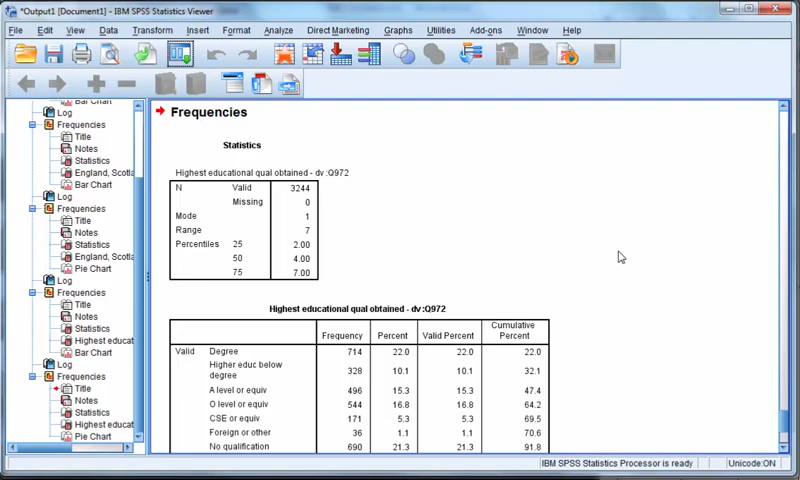 *Output1 [Document1] - IBM SPSS Statistics Viewer
File Edit View Data Transform Insert Format Analyze Direct Marketing Graphs Utilities Add-ons Window Help
Bar Chart
Log
Frequencies
Title
Notes
Statistics
England, Scotla
Bar Chart
Log
Frequencies
Title
Notes
Statistics
England, Scotla
Pie Chart
Log
Frequencies
Title
Notes
Statistics
Highest educat
Bar Chart
Log
Frequencies
Title
Notes
Statistics
Highest educat
Pie Chart
Frequencies
Statistics
Highest educational qual obtained - dv :Q972
N Valid 3244
Missing 0
Mode 1
Range 7
Percentiles 25 2.00
50 4.00
75 7.00
Highest educational qual obtained - dv :Q972
Frequency Percent Valid Percent Cumulative Percent
Valid Degree 714 22.0 22.0 22.0
Higher educ below degree 328 10.1 10.1 32.1
A level or equiv 496 15.3 15.3 47.4
O level or equiv 544 16.8 16.8 64.2
CSE or equiv 171 5.3 5.3 69.5
Foreign or other 36 1.1 1.1 70.6
No qualification 690 21.3 21.3 91.8
IBM SPSS Statistics Processor is ready Unicode:ON